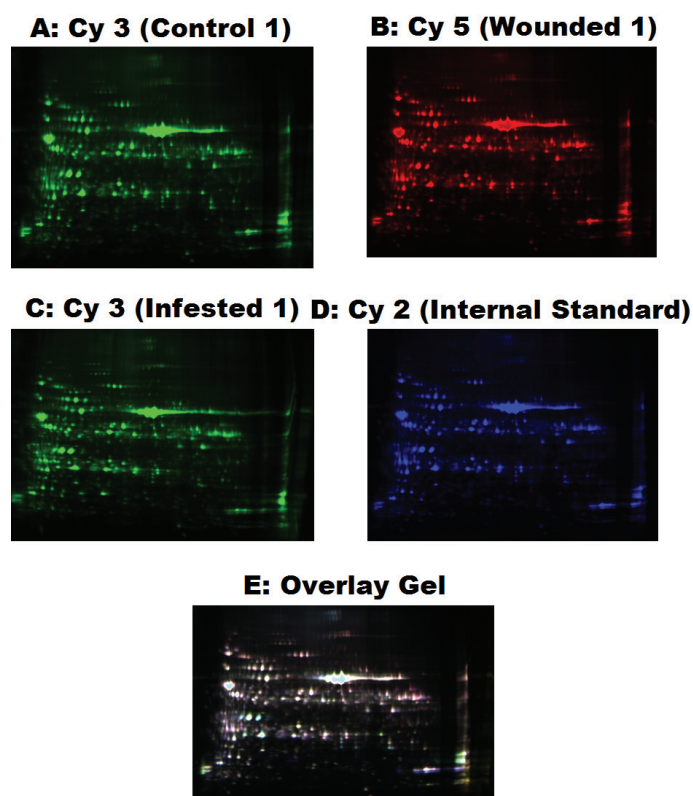 A: Cy 3 (Control 1)
B: Cy 5 (Wounded 1)
C: Cy 3 (Infested 1)
D: Cy 2 (Internal Standard)
E: Overlay Gel